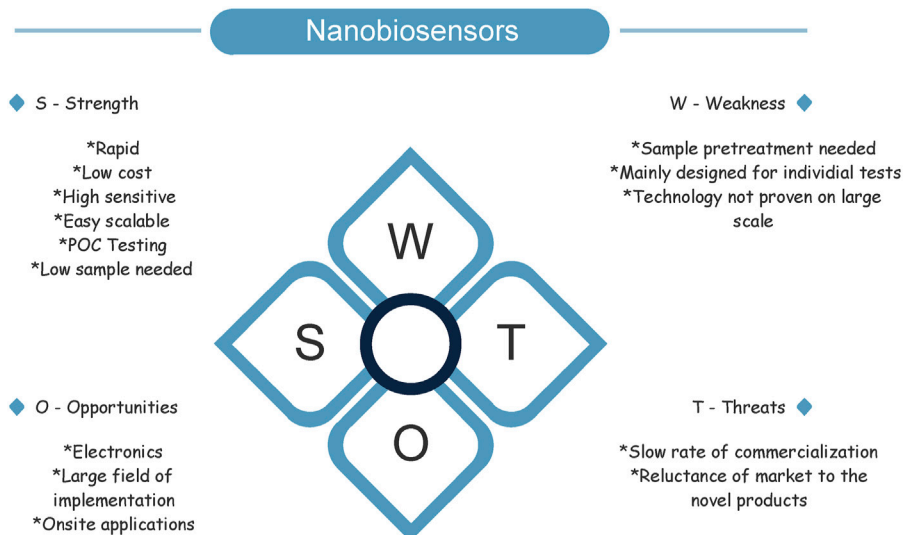 Nanobiosensors
S - Strength
*Rapid
*Low cost
*High sensitive
*Easy scalable
*POC Testing
*Low sample needed
W - Weakness
*Sample pretreatment needed
*Mainly designed for individial tests
*Technology not proven on large
scale
W
S
T
O
O - Opportunities
*Electronics
*Large field of
implementation
*Onsite applications
T - Threats
*Slow rate of commercialization
*Reluctance of market to the
novel products